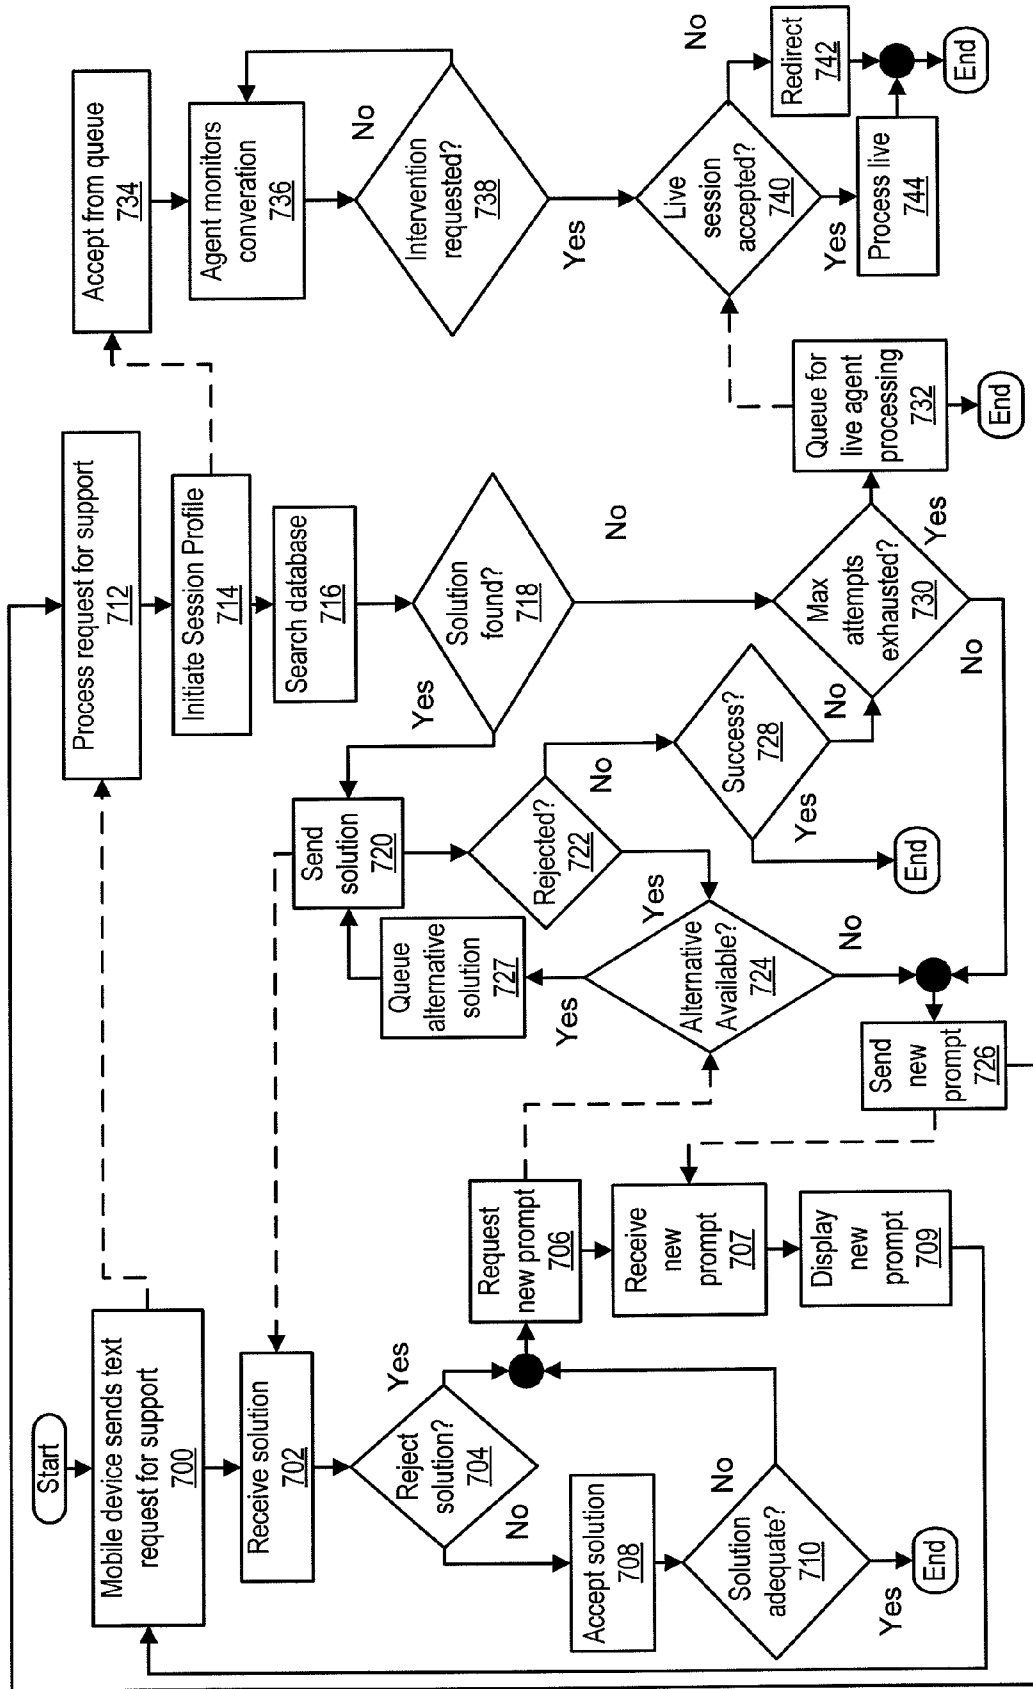 Start
Mobile device sends text
request for support
700
Receive solution
702
Reject
solution?
704
Yes
No
Accept solution
708
Solution
adequate?
710
No
Yes
End
Request
new prompt
706
Receive
new
prompt
707
Display
new
prompt
709
Process request for support
712
Initiate Session Profile
714
Search database
716
Solution
found?
718
Yes
No
Send
solution
720
Rejected?
722
No
Yes
Queue
alternative
solution
727
Alternative
Available?
724
Yes
No
Send
new
prompt
726
Success?
728
No
Yes
End
Max
attempts
exhausted?
730
Yes
No
Queue for
live agent
processing
732
End
Accept from queue
734
Agent monitors
converation
736
Intervention
requested?
738
No
Yes
Live
session
accepted?
740
No
Yes
Redirect
742
Process live
744
End